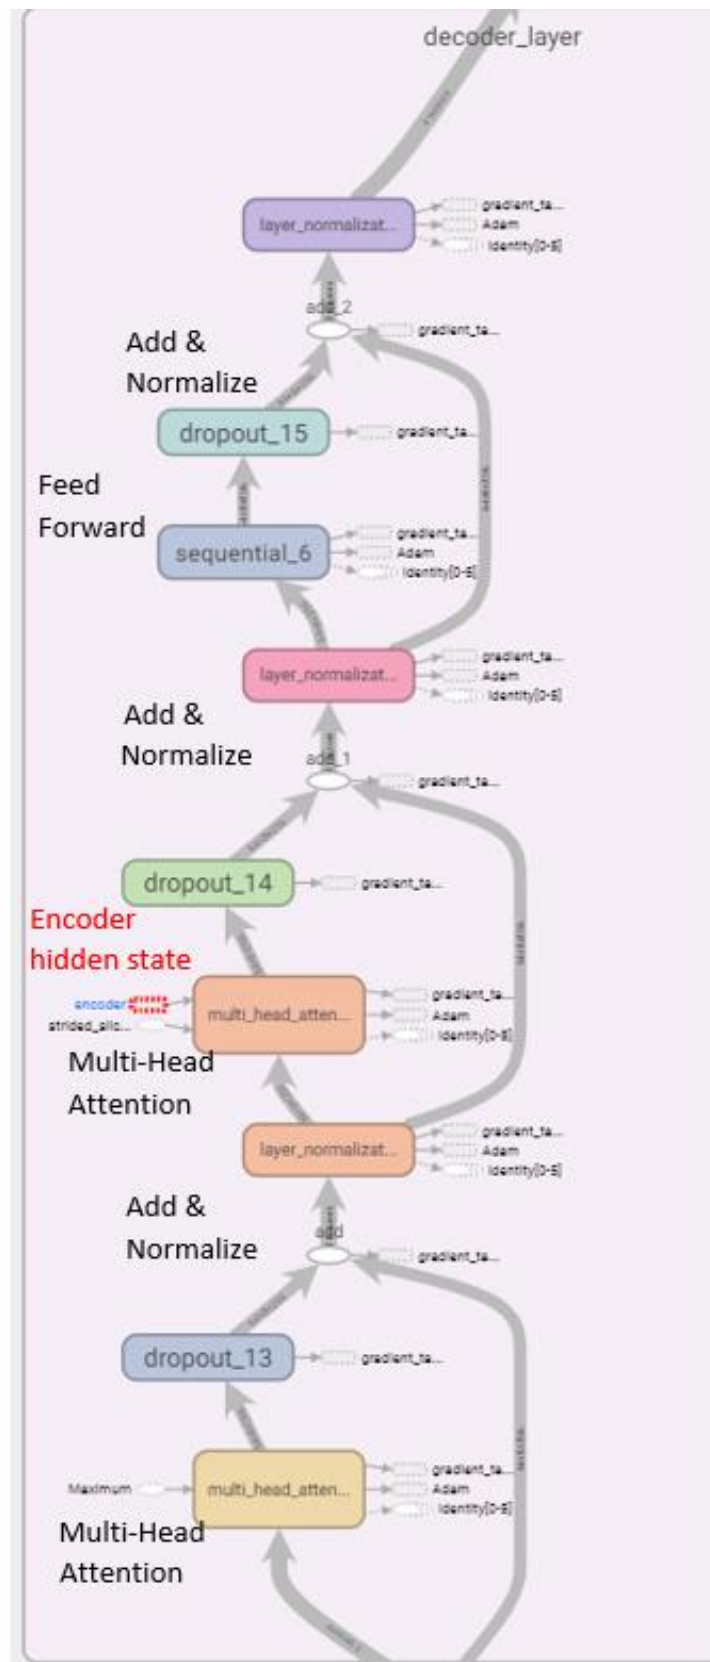 decoder_layer
layer_normalizat...
gradient_ta...
Adam
Identity[0-5]
add_2
gradient_ta...
Add &
Normalize
dropout_15
gradient_ta...
Feed
Forward
sequential_6
gradient_ta...
Adam
Identity[0-5]
layer_normalizat...
gradient_ta...
Adam
Identity[0-5]
Add &
Normalize
add_1
gradient_ta...
dropout_14
gradient_ta...
Encoder
hidden state
encoder
strided_slic...
multi_head_atten...
gradient_ta...
Adam
Identity[0-5]
Multi-Head
Attention
layer_normalizat...
gradient_ta...
Adam
Identity[0-5]
Add &
Normalize
add
gradient_ta...
dropout_13
gradient_ta...
Maximum
multi_head_atten...
gradient_ta...
Adam
Identity[0-5]
Multi-Head
Attention